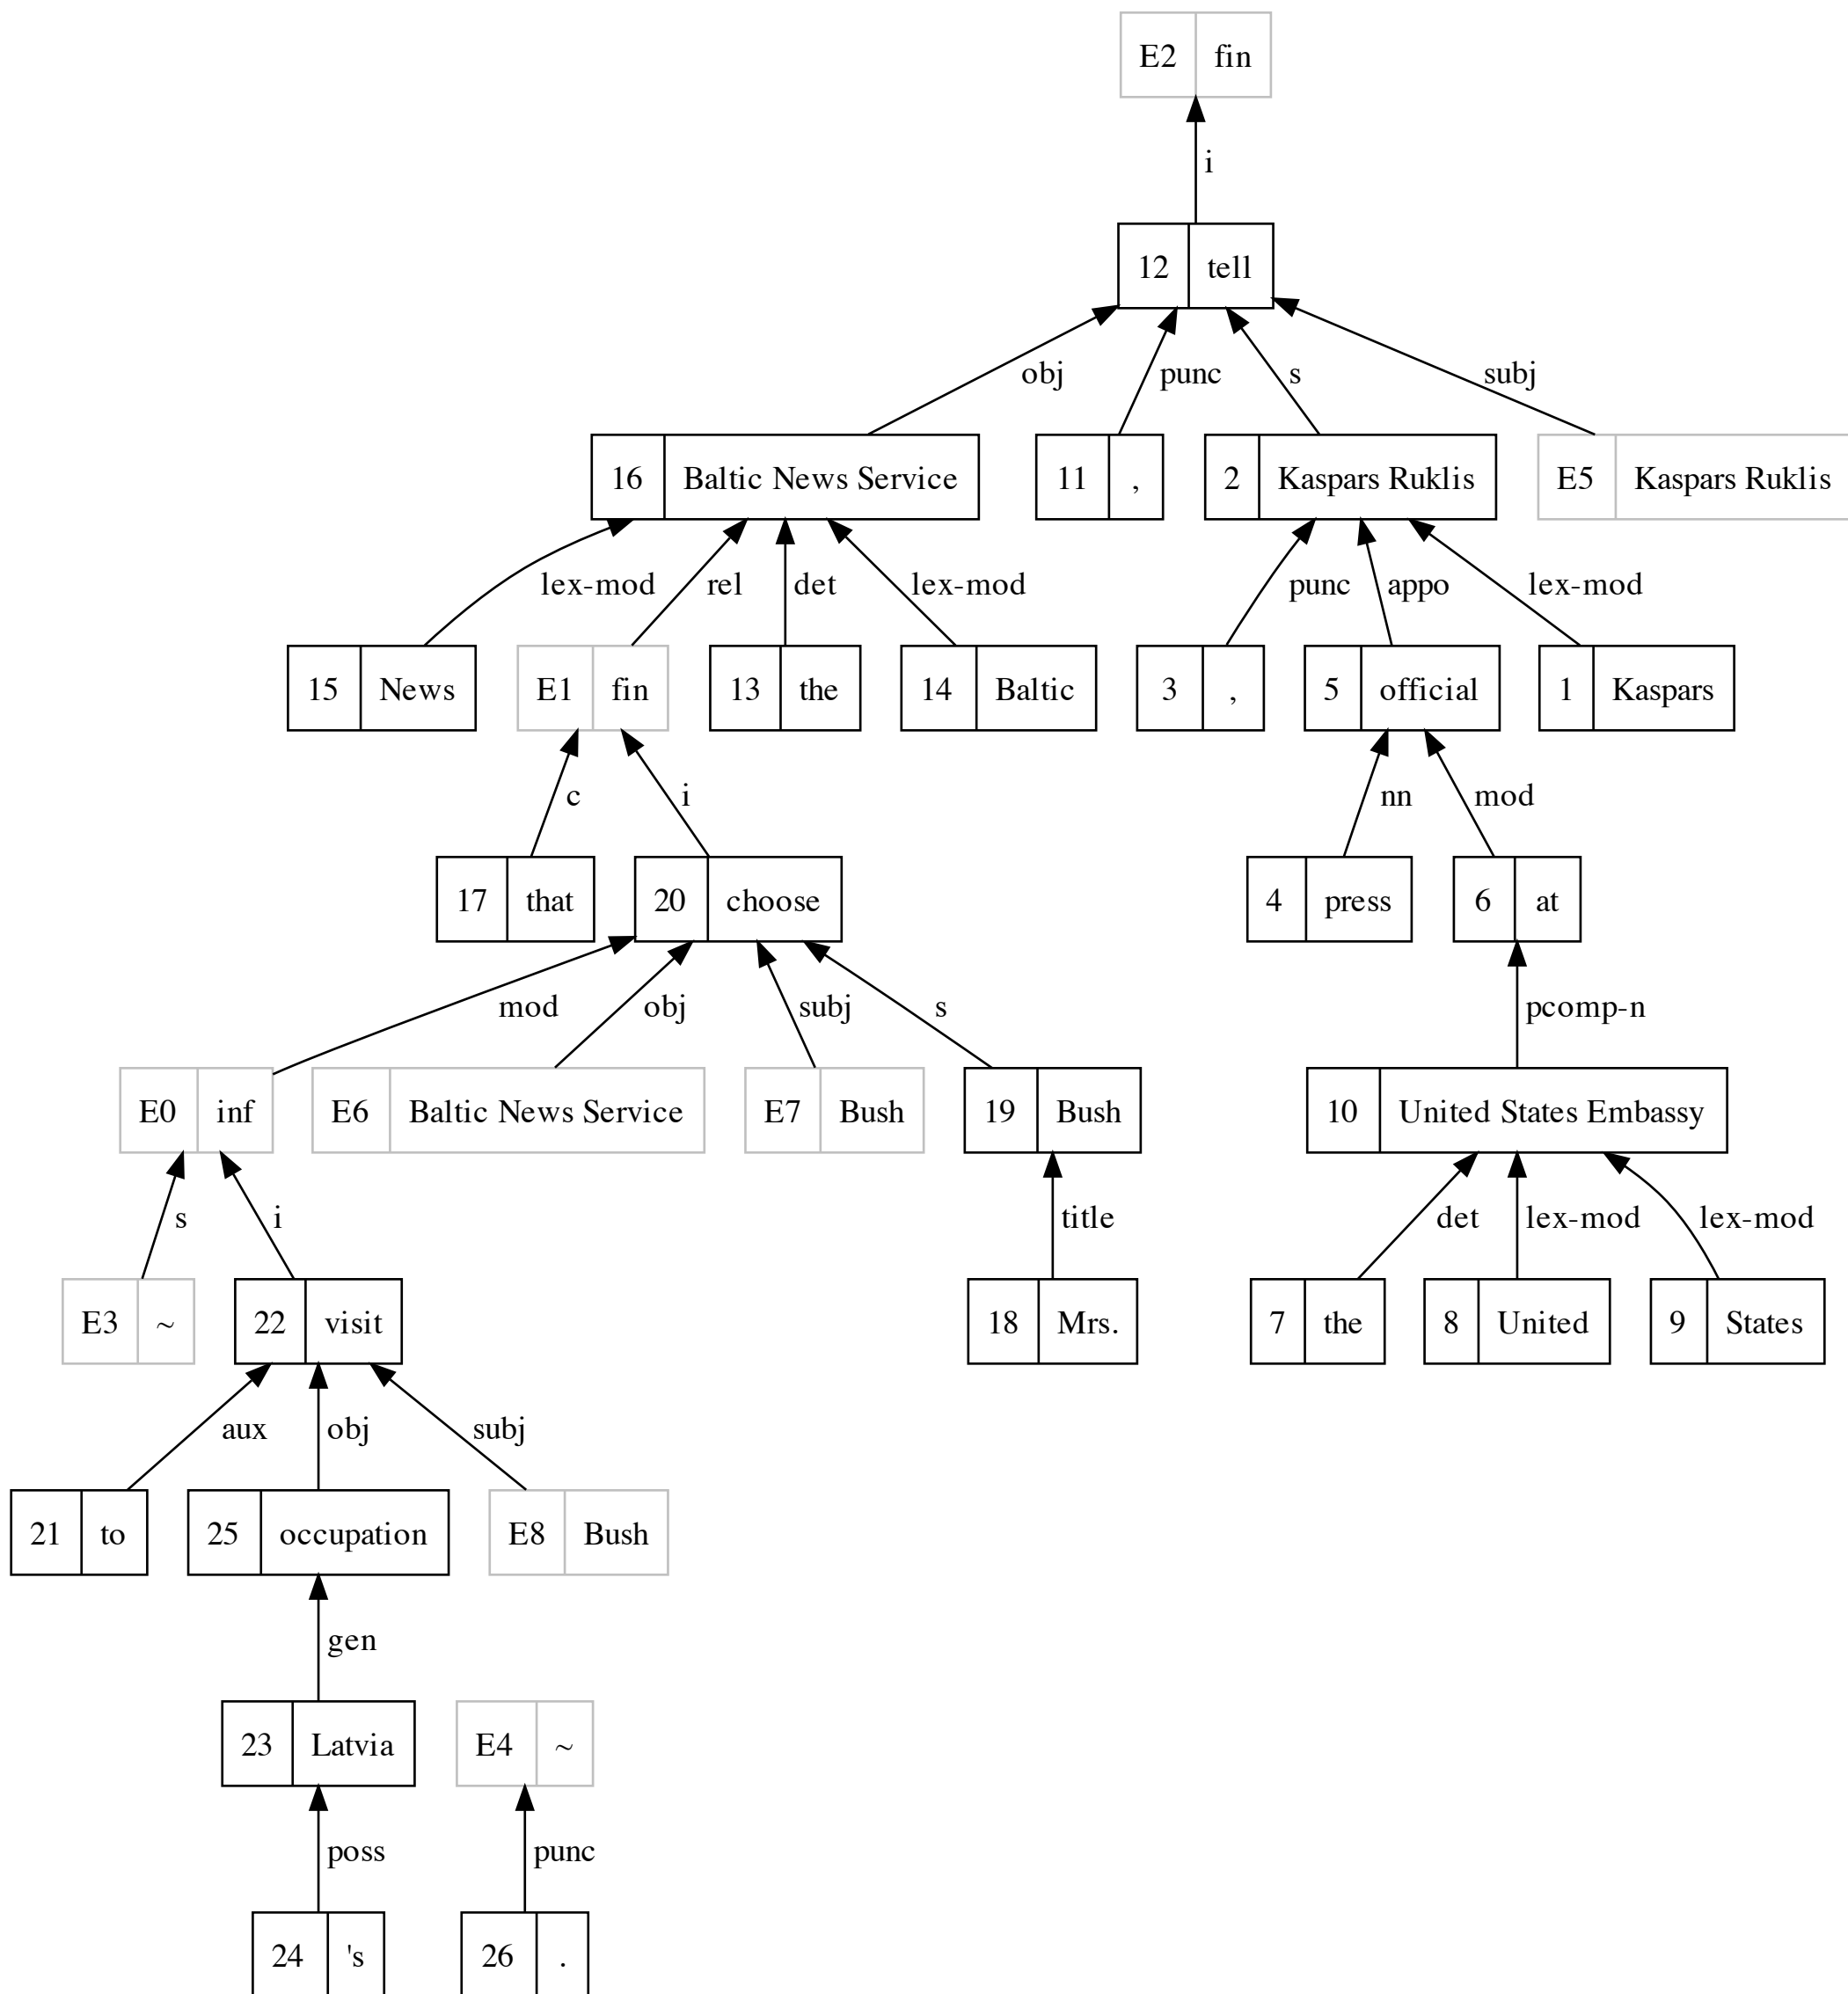 E2 fin
i
12 tell
obj punc s subj
16 Baltic News Service 11 , 2 Kaspars Ruklis E5 Kaspars Ruklis
lex-mod rel det lex-mod punc appo lex-mod
15 News E1 fin 13 the 14 Baltic 3 , 5 official 1 Kaspars
c i nn mod
17 that 20 choose 4 press 6 at
mod obj subj s pcomp-n
E0 inf E6 Baltic News Service E7 Bush 19 Bush 10 United States Embassy
s i title det lex-mod lex-mod
E3 ~ 22 visit 18 Mrs. 7 the 8 United 9 States
aux obj subj
21 to 25 occupation E8 Bush
gen
23 Latvia E4 ~
poss punc
24 's 26 .